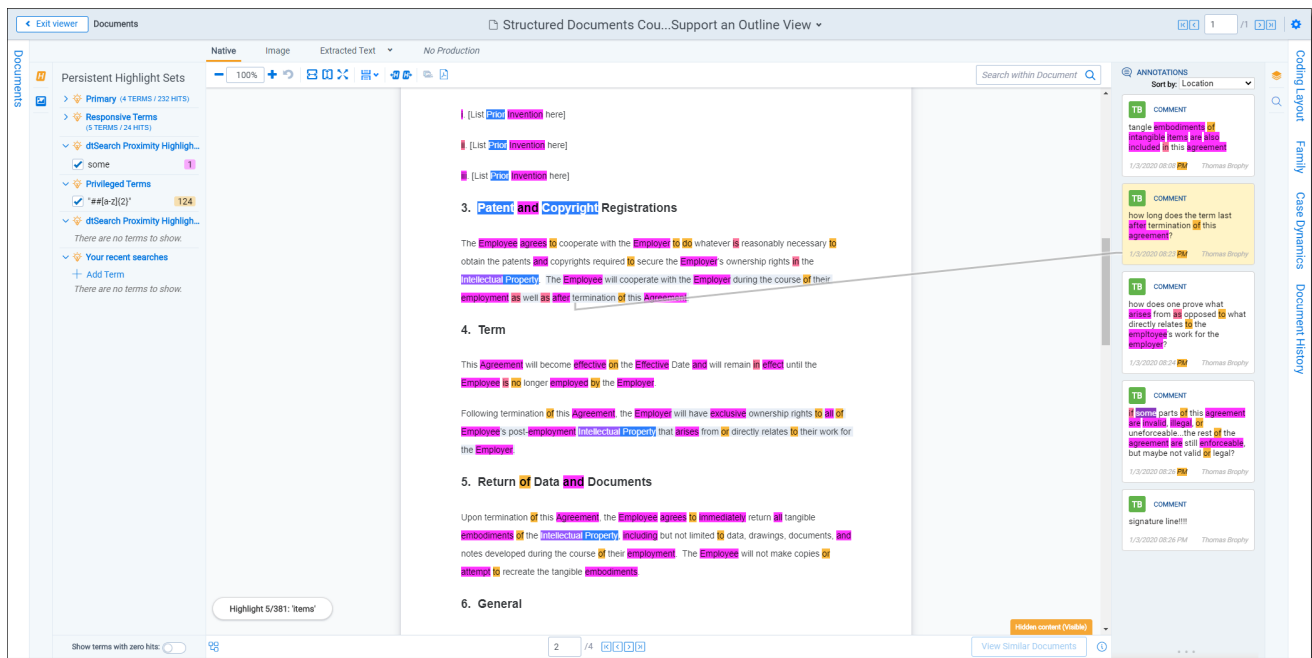 Exit viewer
Documents
Structured Documents Cou...Support an Outline View
1 /1
Documents
Native Image Extracted Text No Production
100%
Search within Document
Persistent Highlight Sets
Primary (4 TERMS / 232 HITS)
Responsive Terms
(5 TERMS / 24 HITS)
dtSearch Proximity Highligh...
some 1
Privileged Terms
"##[a-z]{2}" 124
dtSearch Proximity Highligh...
There are no terms to show.
Your recent searches
Add Term
There are no terms to show.
Show terms with zero hits:
i. [List Prior Invention here]
ii. [List Prior Invention here]
iii. [List Prior Invention here]
3. Patent and Copyright Registrations
The Employee agrees to cooperate with the Employer to do whatever is reasonably necessary to
obtain the patents and copyrights required to secure the Employer's ownership rights in the
Intellectual Property. The Employee will cooperate with the Employer during the course of their
employment as well as after termination of this Agreement.
4. Term
This Agreement will become effective on the Effective Date and will remain in effect until the
Employee is no longer employed by the Employer.
Following termination of this Agreement, the Employer will have exclusive ownership rights to all of
Employee's post-employment Intellectual Property that arises from or directly relates to their work for
the Employer.
5. Return of Data and Documents
Upon termination of this Agreement, the Employee agrees to immediately return all tangible
embodiments of the Intellectual Property, including but not limited to data, drawings, documents, and
notes developed during the course of their employment. The Employee will not make copies or
attempt to recreate the tangible embodiments.
6. General
Highlight 5/381: 'items'
Hidden content (Visible)
2 /4
View Similar Documents
ANNOTATIONS
Sort by: Location
TB COMMENT
tangle embodiments of
intangible items are also
included in this agreement
1/3/2020 08:08 PM Thomas Brophy
TB COMMENT
how long does the term last
after termination of this
agreement?
1/3/2020 08:23 PM Thomas Brophy
TB COMMENT
how does one prove what
arises from as opposed to what
directly relates to the
empltoyee's work for the
employer?
1/3/2020 08:24 PM Thomas Brophy
TB COMMENT
If some parts of this agreement
are invalid, illegal, or
uneforceable...the rest of the
agreement are still enforceable,
but maybe not valid or legal?
1/3/2020 08:26 PM Thomas Brophy
TB COMMENT
signature line!!!!
1/3/2020 08:26 PM Thomas Brophy
Coding Layout
Family
Case Dynamics
Document History